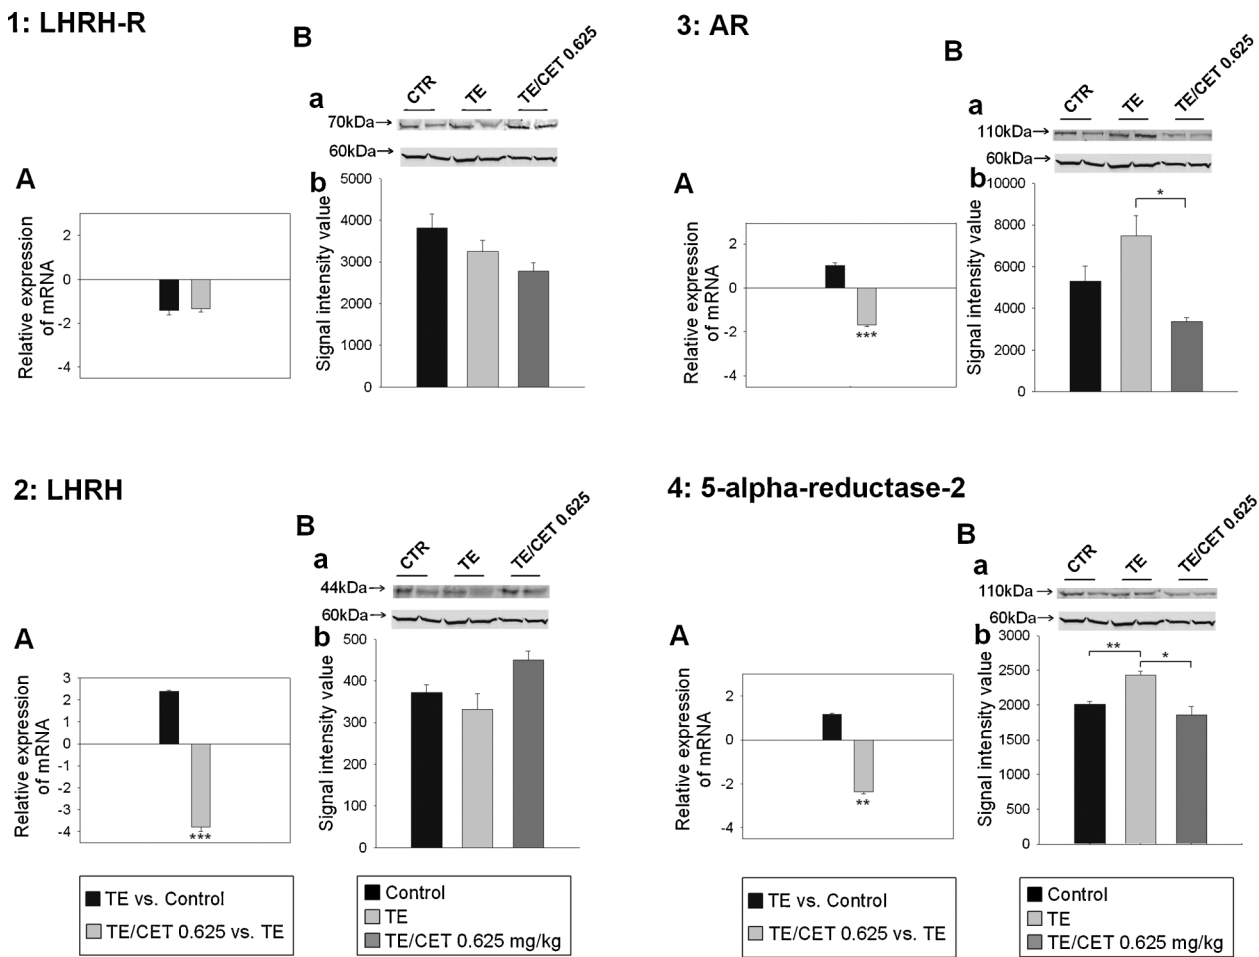 1: LHRH-R
B
a
CTR
TE
TE/CET 0.625
70kDa→
60kDa→
A
Relative expression
of mRNA
2
0
-2
-4
b
Signal intensity value
5000
4000
3000
2000
1000
0
3: AR
B
a
CTR
TE
TE/CET 0.625
110kDa→
60kDa→
A
Relative expression
of mRNA
2
0
-2
-4
***
b
Signal intensity value
10000
8000
6000
4000
2000
0
*
2: LHRH
B
a
CTR
TE
TE/CET 0.625
44kDa→
60kDa→
A
Relative expression
of mRNA
3
2
1
0
-1
-2
-3
-4
***
b
Signal intensity value
500
400
300
200
100
0
4: 5-alpha-reductase-2
B
a
CTR
TE
TE/CET 0.625
110kDa→
60kDa→
A
Relative expression
of mRNA
2
0
-2
-4
**
b
Signal intensity value
3000
2500
2000
1500
1000
500
0
**
*
TE vs. Control
TE/CET 0.625 vs. TE
Control
TE
TE/CET 0.625 mg/kg
TE vs. Control
TE/CET 0.625 vs. TE
Control
TE
TE/CET 0.625 mg/kg